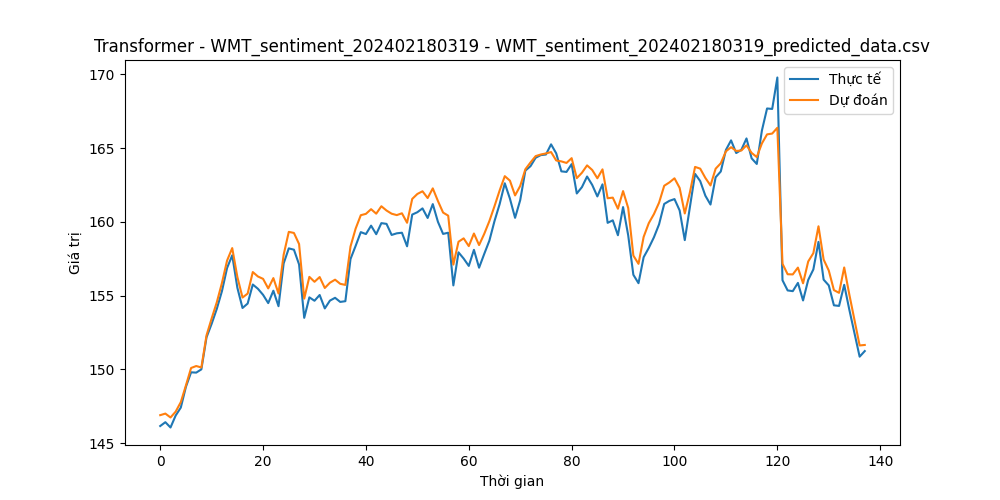 Transformer - WMT_sentiment_202402180319 - WMT_sentiment_202402180319_predicted_data.csv
Thực tế
Dự đoán
Giá trị
170
165
160
155
150
145
0 20 40 60 80 100 120 140
Thời gian